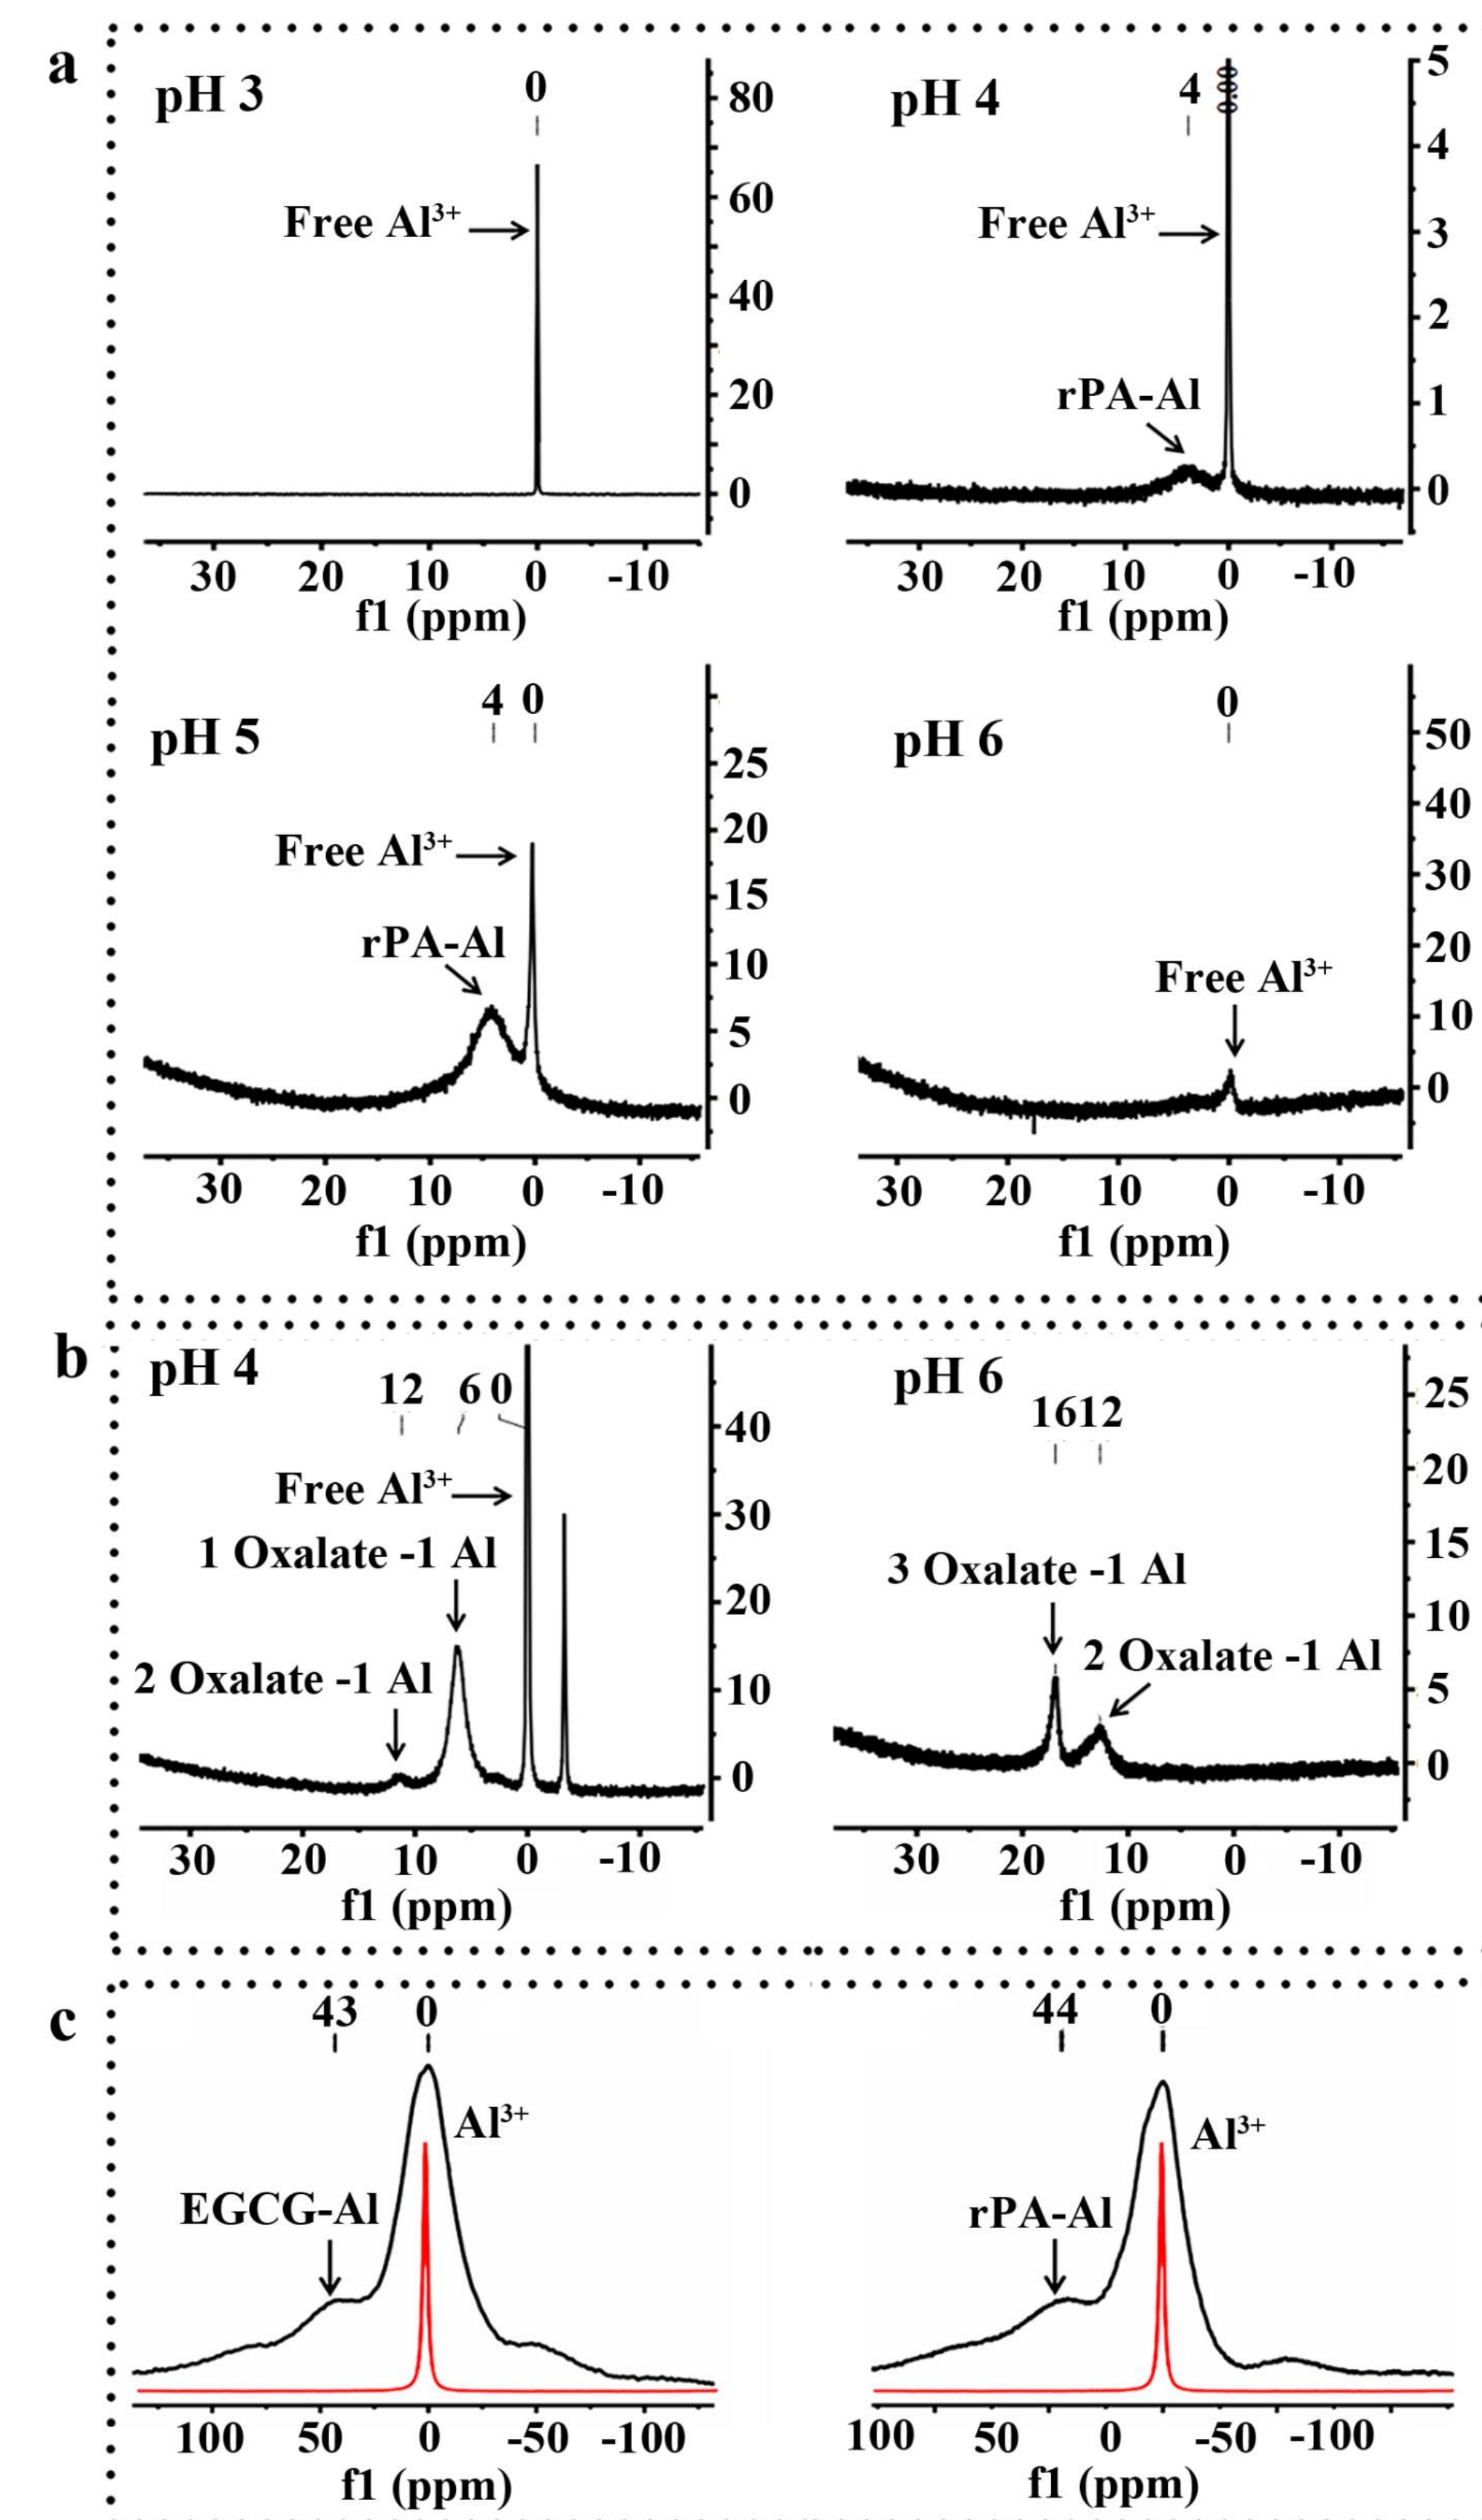 a
pH 3
0
Free Al³⁺
80
60
40
20
0
30 20 10 0 -10
f1 (ppm)
pH 4
4
Free Al³⁺
rPA-Al
5
4
3
2
1
0
30 20 10 0 -10
f1 (ppm)
pH 5
4 0
Free Al³⁺
rPA-Al
25
20
15
10
5
0
30 20 10 0 -10
f1 (ppm)
pH 6
0
Free Al³⁺
50
40
30
20
10
0
30 20 10 0 -10
f1 (ppm)
b
pH 4
12 6 0
Free Al³⁺
1 Oxalate -1 Al
2 Oxalate -1 Al
40
30
20
10
0
30 20 10 0 -10
f1 (ppm)
pH 6
16 12
3 Oxalate -1 Al
2 Oxalate -1 Al
25
20
15
10
5
0
30 20 10 0 -10
f1 (ppm)
c
43 0
Al³⁺
EGCG-Al
100 50 0 -50 -100
f1 (ppm)
44 0
Al³⁺
rPA-Al
100 50 0 -50 -100
f1 (ppm)